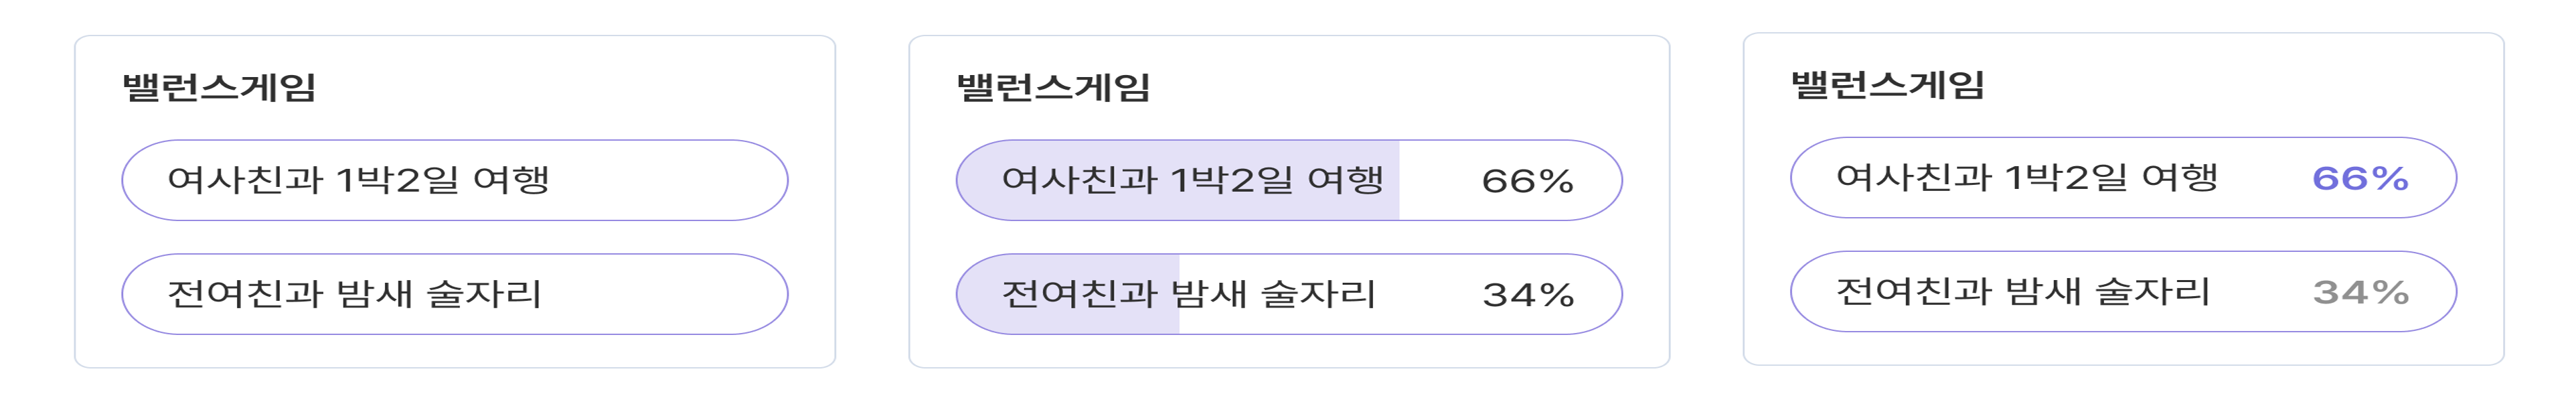 밸런스게임
여사친과 1박2일 여행
전여친과 밤새 술자리
밸런스게임
여사친과 1박2일 여행 66%
전여친과 밤새 술자리 34%
밸런스게임
여사친과 1박2일 여행 66%
전여친과 밤새 술자리 34%